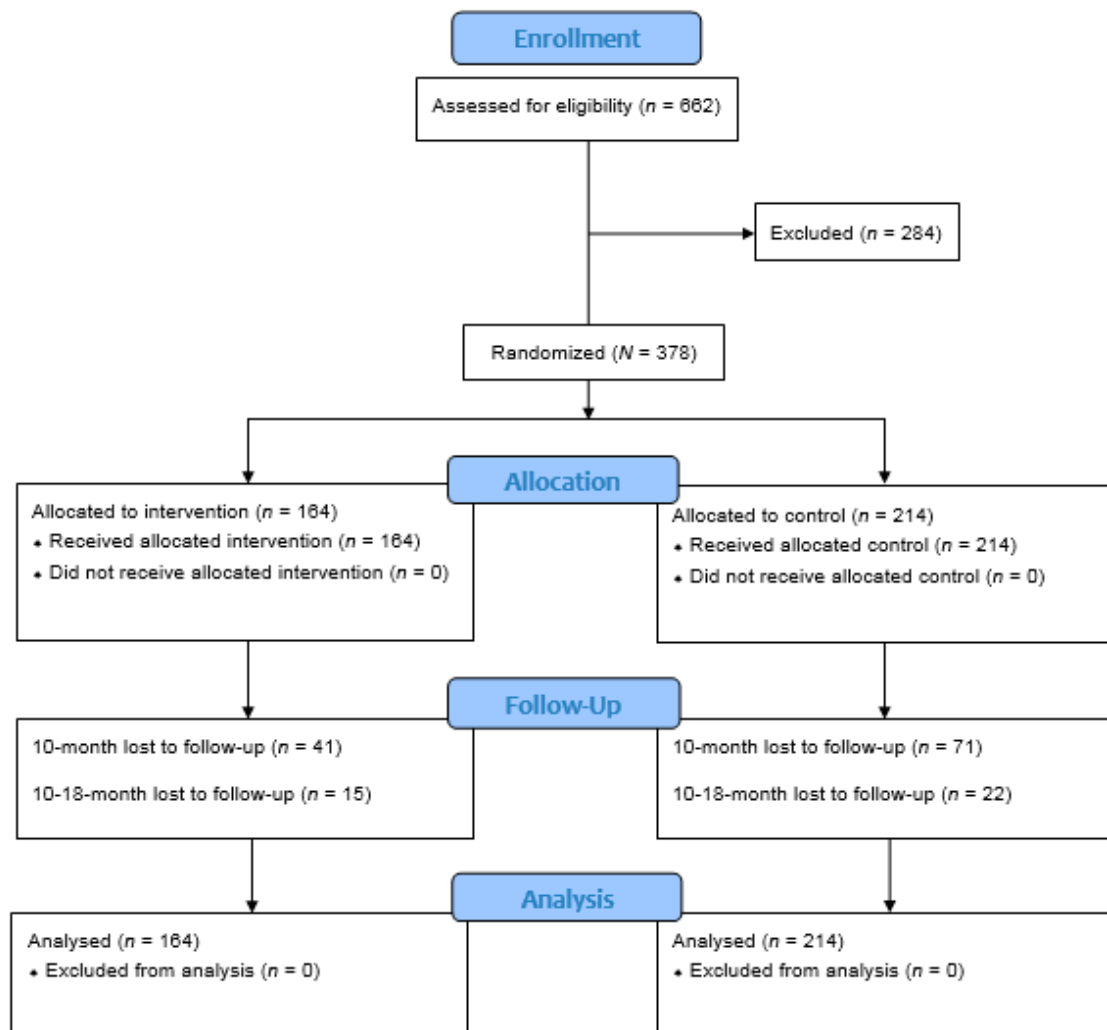 Enrollment
Assessed for eligibility (n = 662)
Excluded (n = 284)
Randomized (N = 378)
Allocation
Allocated to intervention (n = 164)
• Received allocated intervention (n = 164)
• Did not receive allocated intervention (n = 0)
Allocated to control (n = 214)
• Received allocated control (n = 214)
• Did not receive allocated control (n = 0)
Follow-Up
10-month lost to follow-up (n = 41)
10-18-month lost to follow-up (n = 15)
10-month lost to follow-up (n = 71)
10-18-month lost to follow-up (n = 22)
Analysis
Analysed (n = 164)
• Excluded from analysis (n = 0)
Analysed (n = 214)
• Excluded from analysis (n = 0)